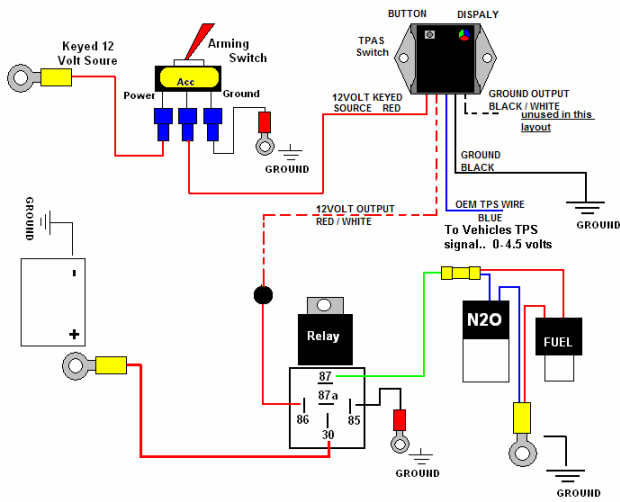 BUTTON
DISPALY
Keyed 12
Volt Soure
Arming
Switch
TPAS
Switch
Acc
Power
Ground
12VOLT KEYED
SOURCE RED
GROUND OUTPUT
BLACK / WHITE
unused in this
layout
GROUND
GROUND
BLACK
GROUND
12VOLT OUTPUT
RED / WHITE
OEM TPS WIRE
BLUE
GROUND
To Vehicles TPS
signal.. 0-4.5 volts
-
+
Relay
N2O
FUEL
87
87a
86
85
30
GROUND
GROUND